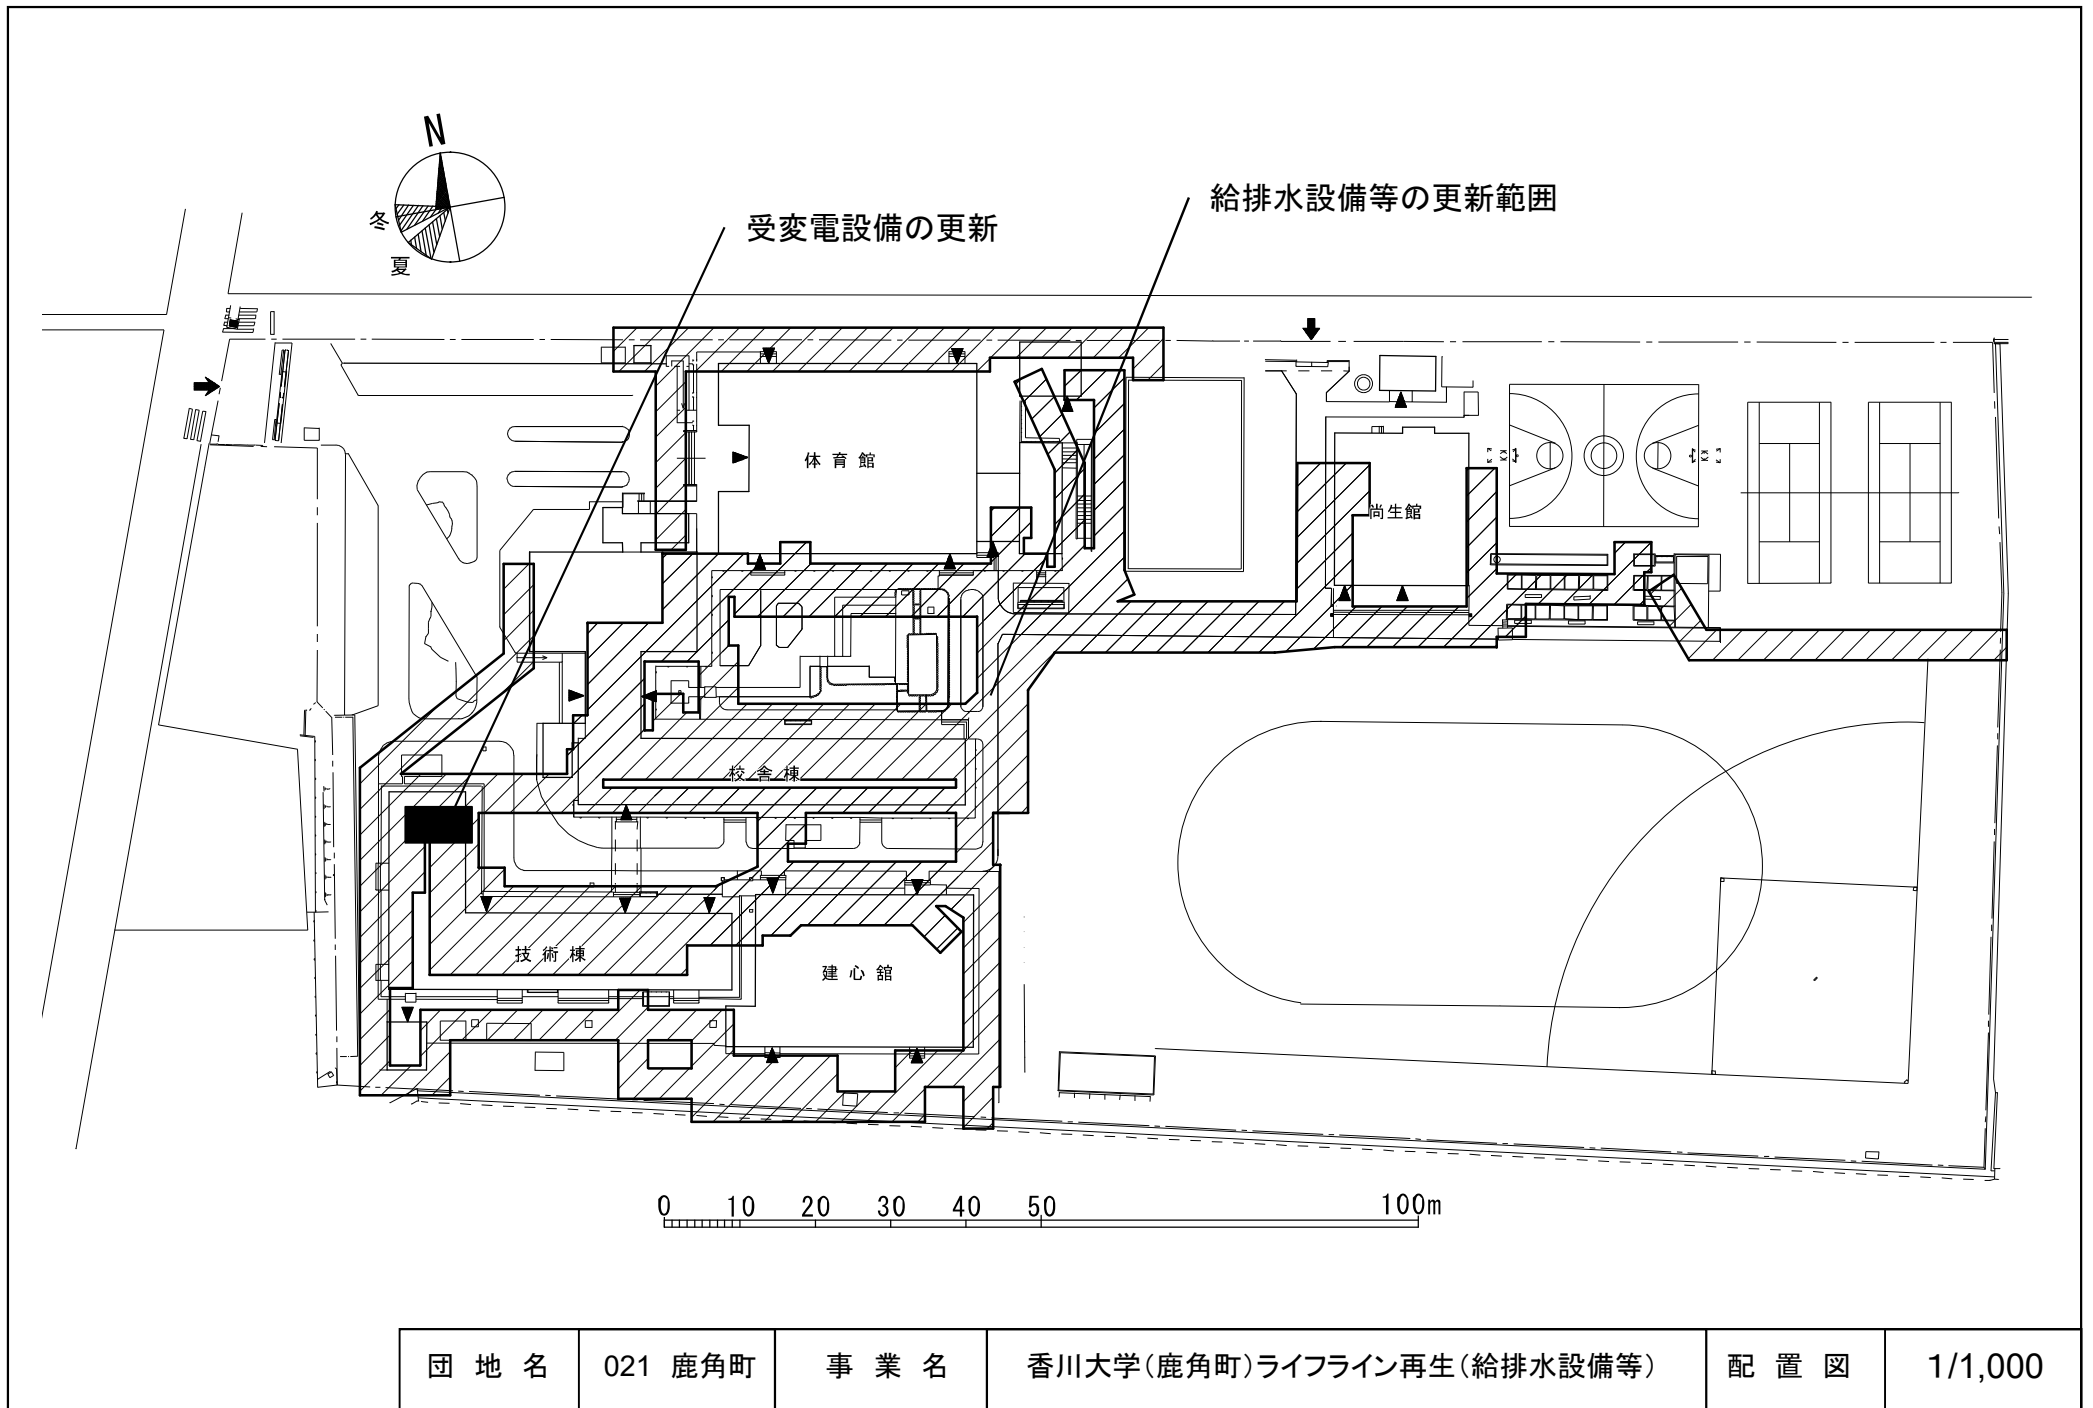 N
冬
夏
受変電設備の更新
給排水設備等の更新範囲
体育館
尚生館
校舎棟
技術棟
建心舘
0 10 20 30 40 50 100m
団地名 021 鹿角町 事業名 香川大学(鹿角町)ライフライン再生(給排水設備等) 配置図 1/1,000